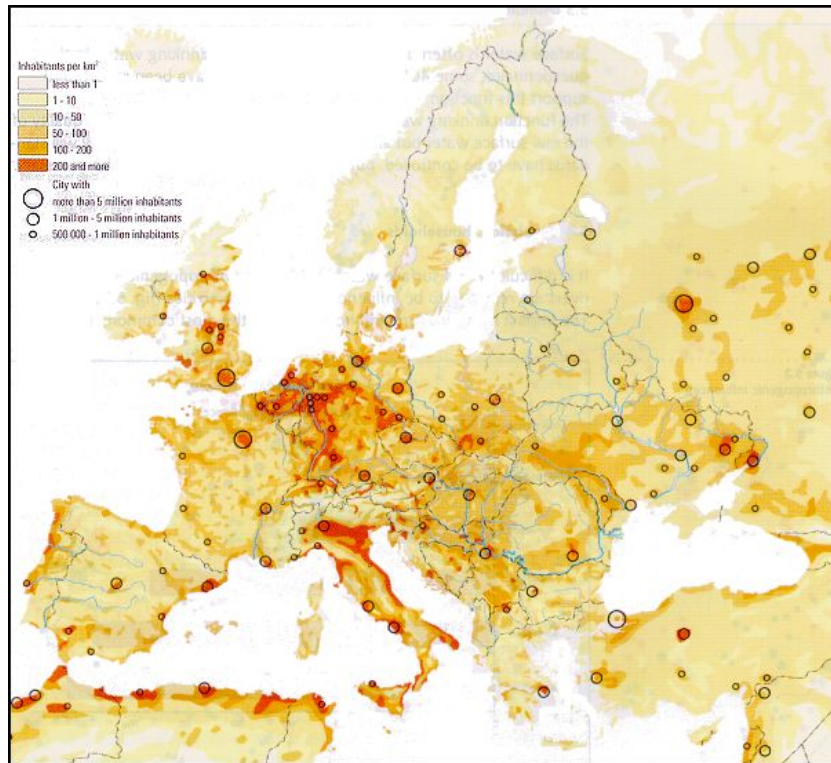 Inhabitants per km²
less than 1
1 - 10
10 - 50
50 - 100
100 - 200
200 and more
City with
more than 5 million inhabitants
1 million - 5 million inhabitants
500 000 - 1 million inhabitants